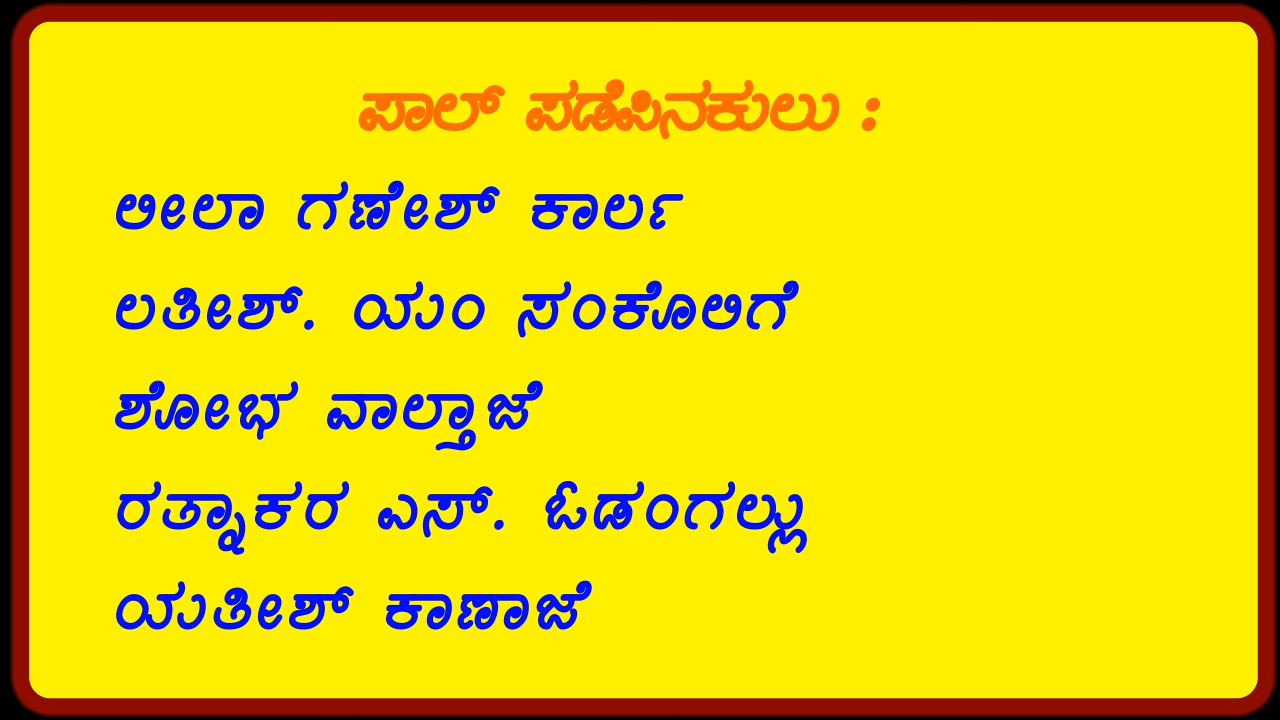 ಪಾಲ್ ಪಡೆಪಿನಕುಲು :
ಲೀಲಾ ಗಣೇಶ್ ಕಾರ್ಲ
ಲತೀಶ್. ಯಂ ಸಂಕೊಲಿಗೆ
ಶೋಭ ವಾಲ್ತಾಜೆ
ರತ್ನಾಕರ ಎಸ್. ಓಡಂಗಲ್ಲು
ಯತೀಶ್ ಕಾಣಾಜೆ